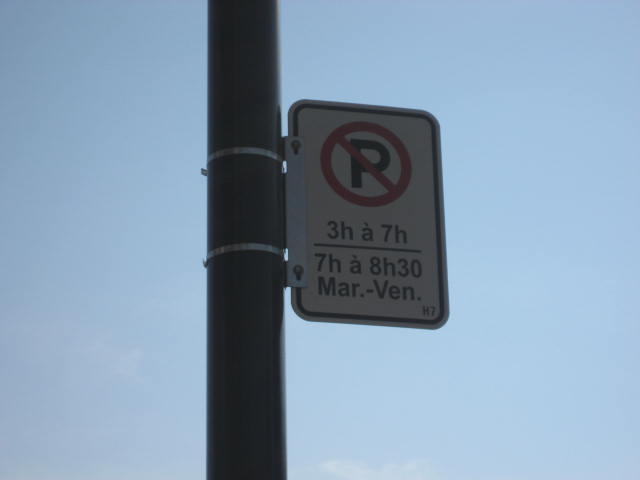 P
3h à 7h
7h à 8h30
Mar.-Ven.
H7